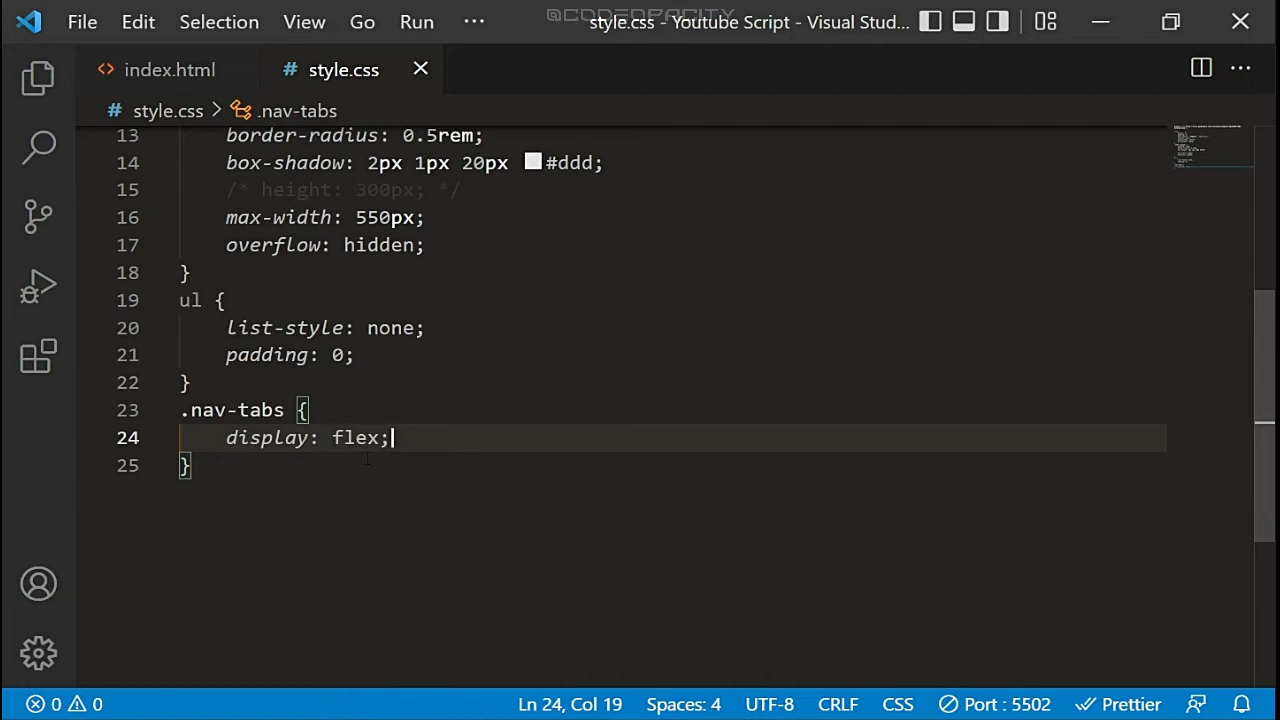 @CODEOPACITY
File Edit Selection View Go Run ··· style.css - Youtube Script - Visual Stud...
index.html # style.css
# style.css > .nav-tabs
13 border-radius: 0.5rem;
14 box-shadow: 2px 1px 20px #ddd;
15 /* height: 300px; */
16 max-width: 550px;
17 overflow: hidden;
18 }
19 ul {
20 list-style: none;
21 padding: 0;
22 }
23 .nav-tabs {
24 display: flex;
25 }
0 0 Ln 24, Col 19 Spaces: 4 UTF-8 CRLF CSS Port : 5502 Prettier